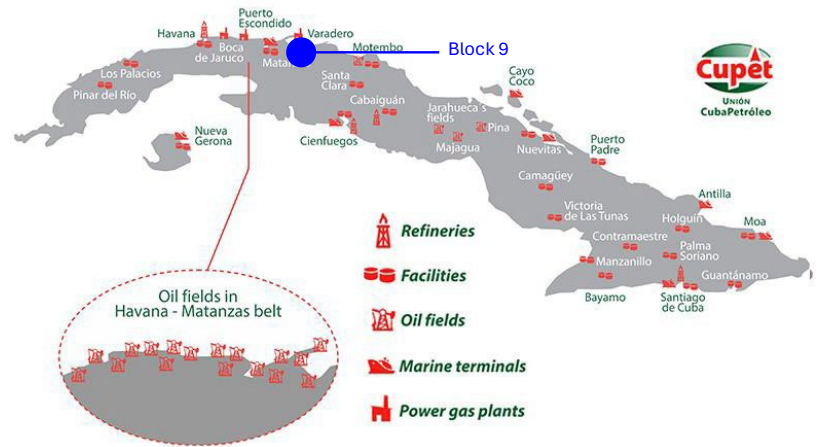 Puerto
Escondido
Havana
Varadero
Block 9
Boca
de Jaruco
Matan
Motembo
Los Palacios
Santa
Clara
Cayo
Coco
Cupet
UNIÓN
CubaPetróleo
Pinar del Río
Cabaiguán
Jarahueca´s
fields
Pina
Nueva
Gerona
Cienfuegos
Majagua
Nuevitas
Puerto
Padre
Camagüey
Antilla
Victoria
de Las Tunas
Holguín
Moa
Refineries
Contramaestre
Palma
Soriano
Facilities
Manzanillo
Guantánamo
Bayamo
Santiago
de Cuba
Oil fields in
Havana - Matanzas belt
Oil fields
Marine terminals
Power gas plants